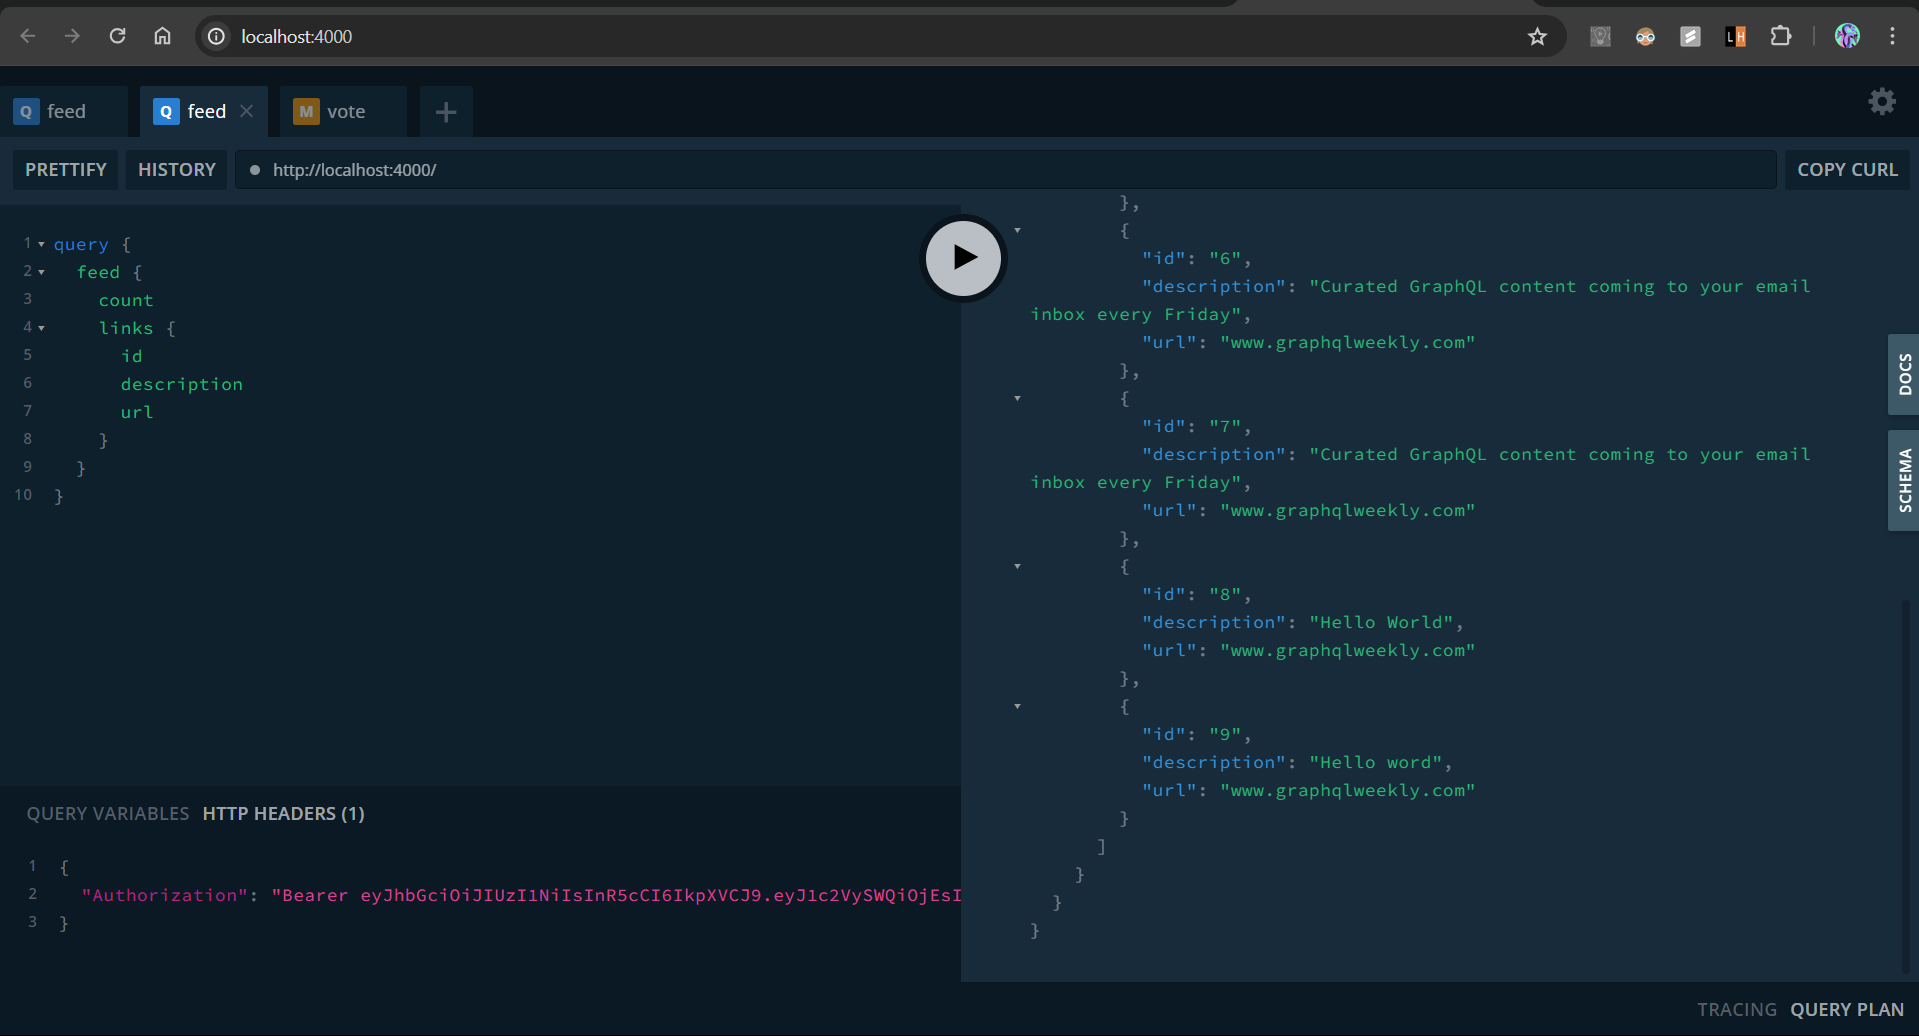 localhost:4000
LH
Q feed
Q feed
M vote
PRETTIFY
HISTORY
http://localhost:4000/
COPY CURL
1 query {
2 feed {
3 count
4 links {
5 id
6 description
7 url
8 }
9 }
10 }
},
{
"id": "6",
"description": "Curated GraphQL content coming to your email
inbox every Friday",
"url": "www.graphqlweekly.com"
},
{
"id": "7",
"description": "Curated GraphQL content coming to your email
inbox every Friday",
"url": "www.graphqlweekly.com"
},
{
"id": "8",
"description": "Hello World",
"url": "www.graphqlweekly.com"
},
{
"id": "9",
"description": "Hello word",
"url": "www.graphqlweekly.com"
}
]
}
}
}
DOCS
SCHEMA
QUERY VARIABLES HTTP HEADERS (1)
1 {
2 "Authorization": "Bearer eyJhbGciOiJIUzI1NiIsInR5cCI6IkpXVCJ9.eyJ1c2VySWQiOjEsI
3 }
TRACING QUERY PLAN